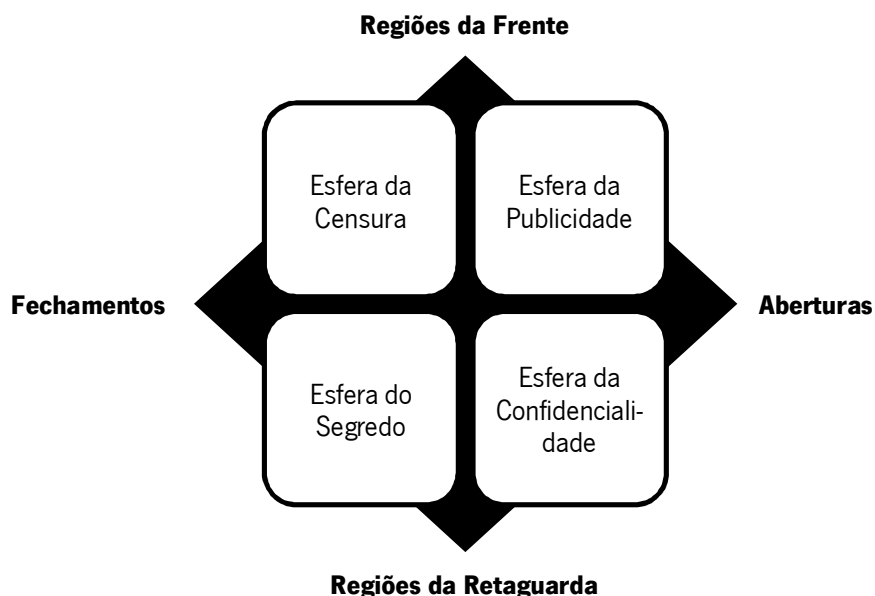 Regiões da Frente
Esfera da
Censura
Esfera da
Publicidade
Fechamentos
Aberturas
Esfera do
Segredo
Esfera da
Confidenciali-
dade
Regiões da Retaguarda